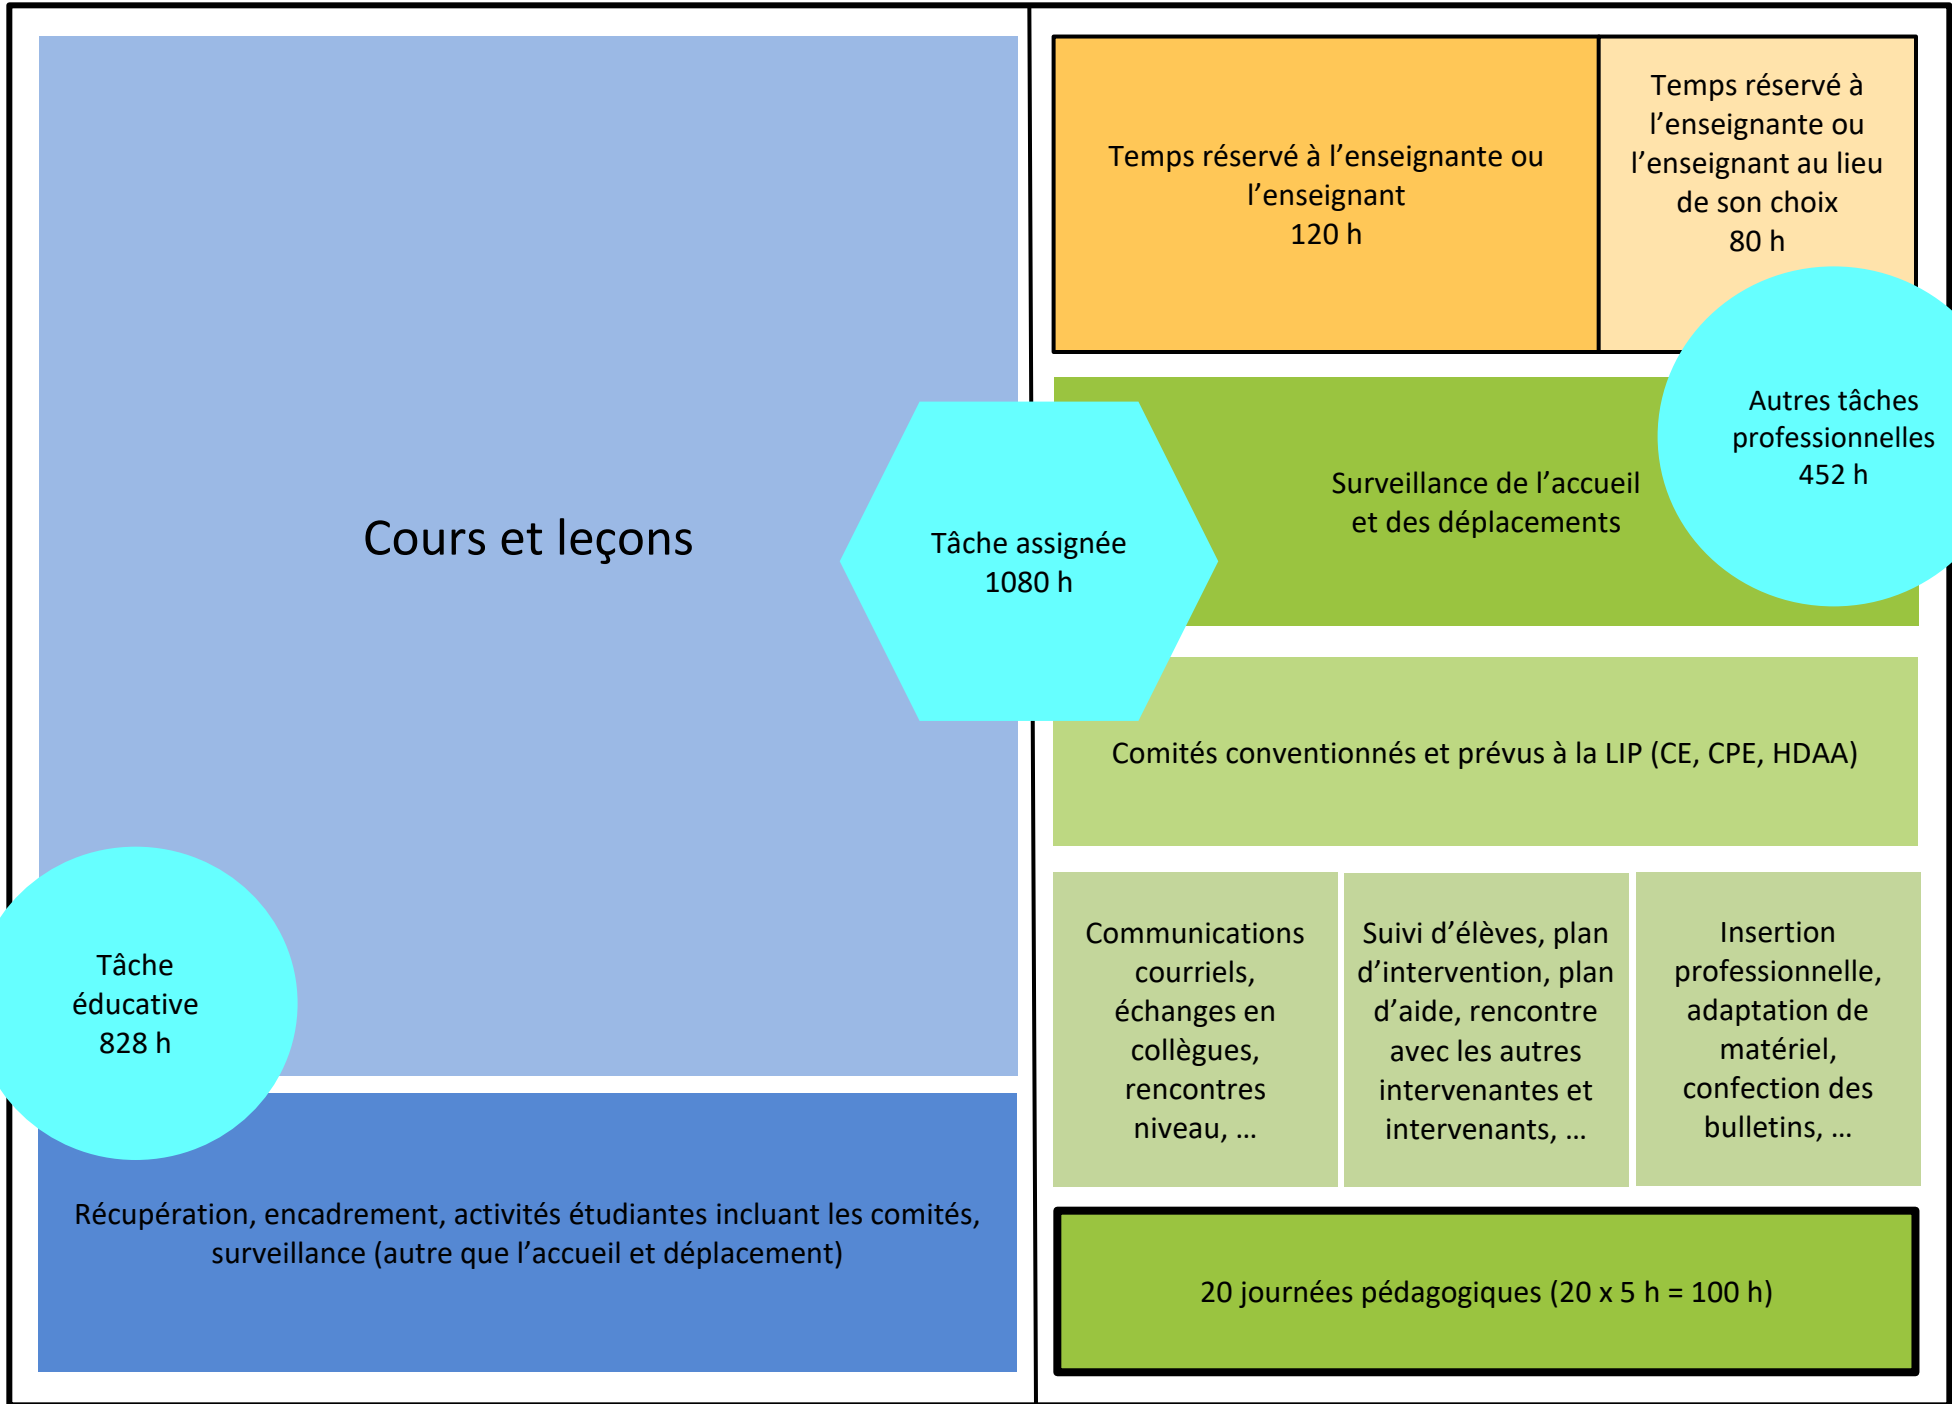 Cours et leçons
Tâche
éducative
828 h
Récupération, encadrement, activités étudiantes incluant les comités,
surveillance (autre que l’accueil et déplacement)
Tâche assignée
1080 h
Temps réservé à l’enseignante ou
l’enseignant
120 h
Temps réservé à
l’enseignante ou
l’enseignant au lieu
de son choix
80 h
Autres tâches
professionnelles
452 h
Surveillance de l’accueil
et des déplacements
Comités conventionnés et prévus à la LIP (CE, CPE, HDAA)
Communications
courriels,
échanges en
collègues,
rencontres
niveau, …
Suivi d’élèves, plan
d’intervention, plan
d’aide, rencontre
avec les autres
intervenantes et
intervenants, …
Insertion
professionnelle,
adaptation de
matériel,
confection des
bulletins, …
20 journées pédagogiques (20 x 5 h = 100 h)